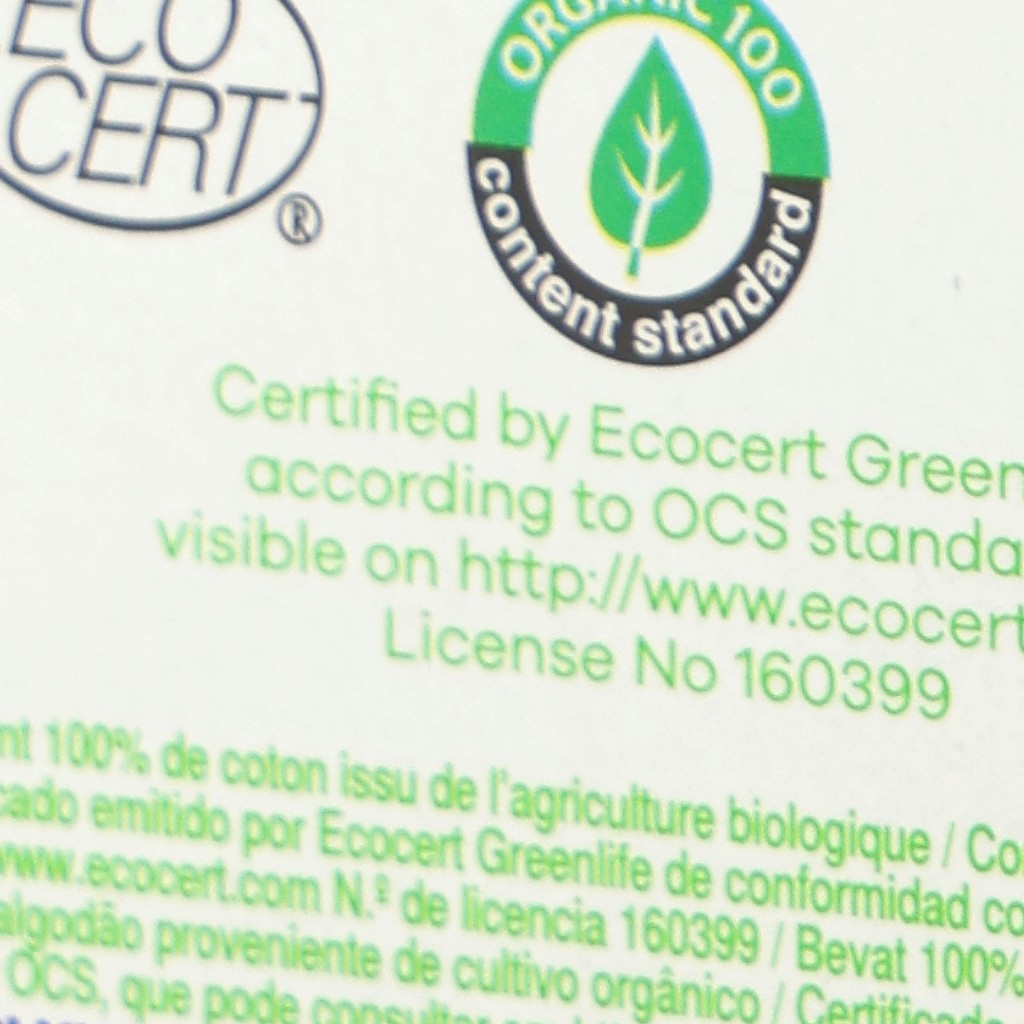 ECO
CERT
®
ORGANIC 100
content standard
Certified by Ecocert Green
according to OCS standa
visible on http://www.ecocert
License No 160399
nt 100% de coton issu de l'agriculture biologique / Co
cado emitido por Ecocert Greenlife de conformidad co
www.ecocert.com N.º de licencia 160399 / Bevat 100%
algodão proveniente de cultivo orgânico / Certificado
OCS, que pode consultar